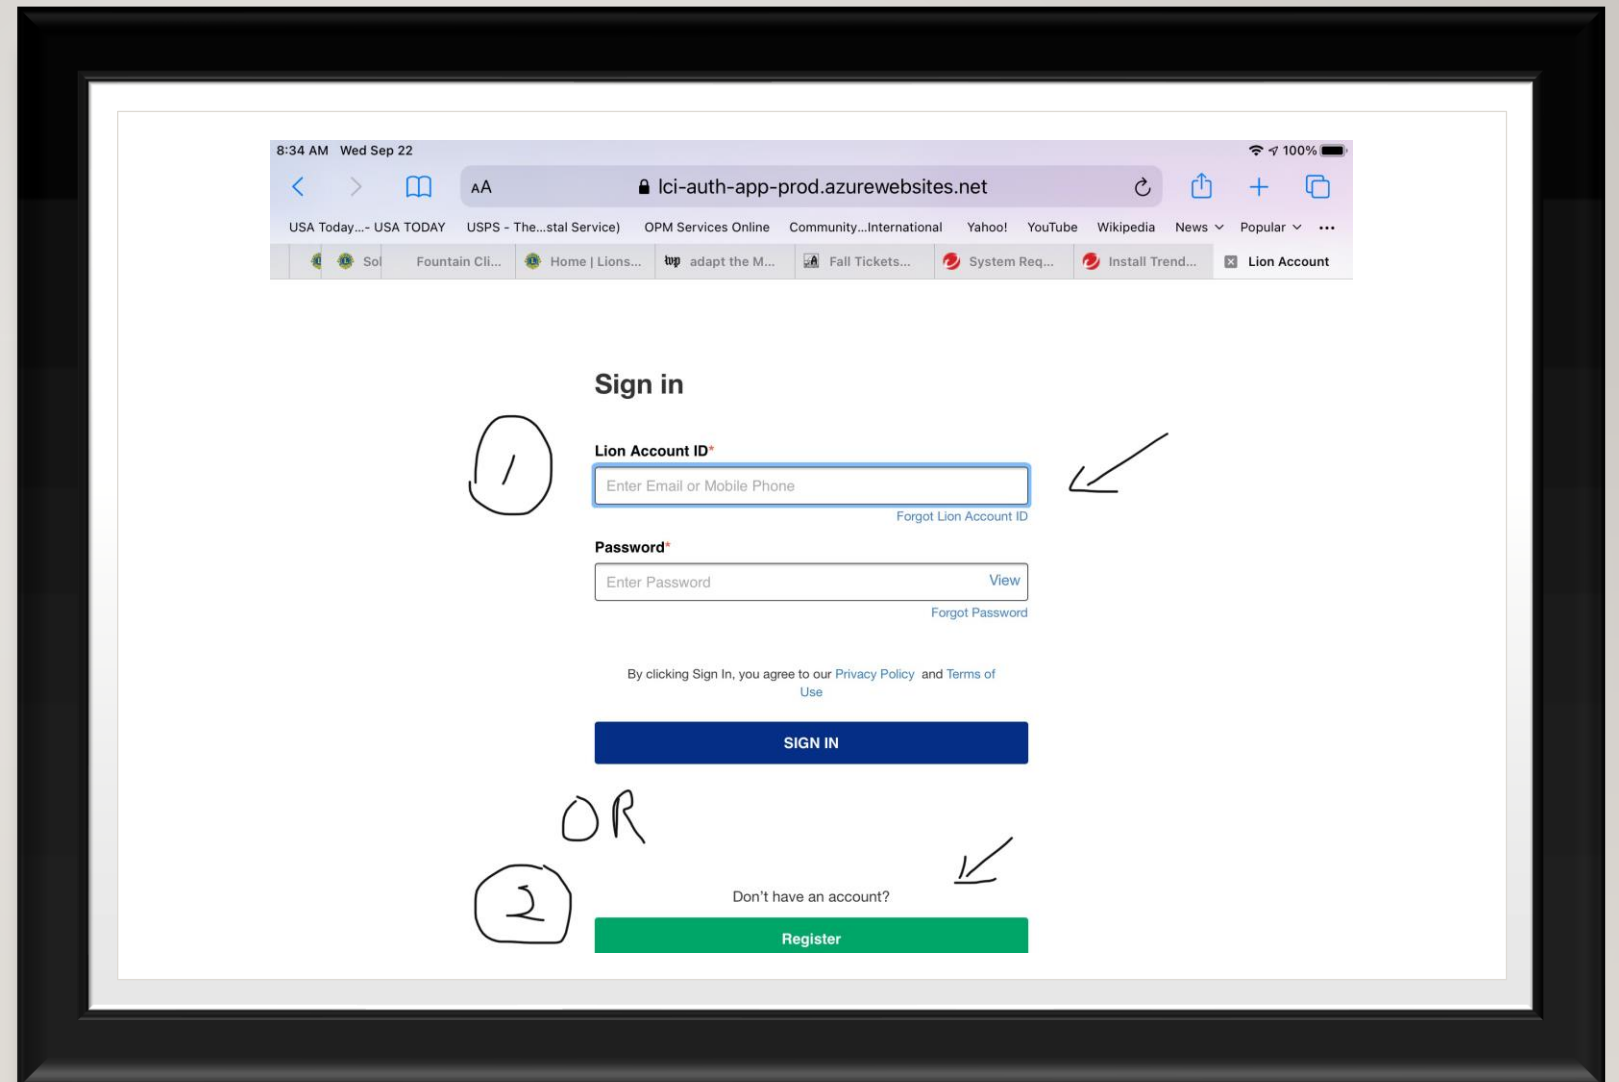 8:34 AM Wed Sep 22 100%
AA lci-auth-app-prod.azurewebsites.net
USA Today...- USA TODAY USPS - The...stal Service) OPM Services Online Community...International Yahoo! YouTube Wikipedia News Popular
Sol Fountain Cli... Home | Lions... twp adapt the M... A Fall Tickets... System Req... Install Trend... Lion Account
Sign in
1
Lion Account ID*
Enter Email or Mobile Phone
Forgot Lion Account ID
Password*
Enter Password View
Forgot Password
By clicking Sign In, you agree to our Privacy Policy and Terms of
Use
SIGN IN
OR
2
Don't have an account?
Register